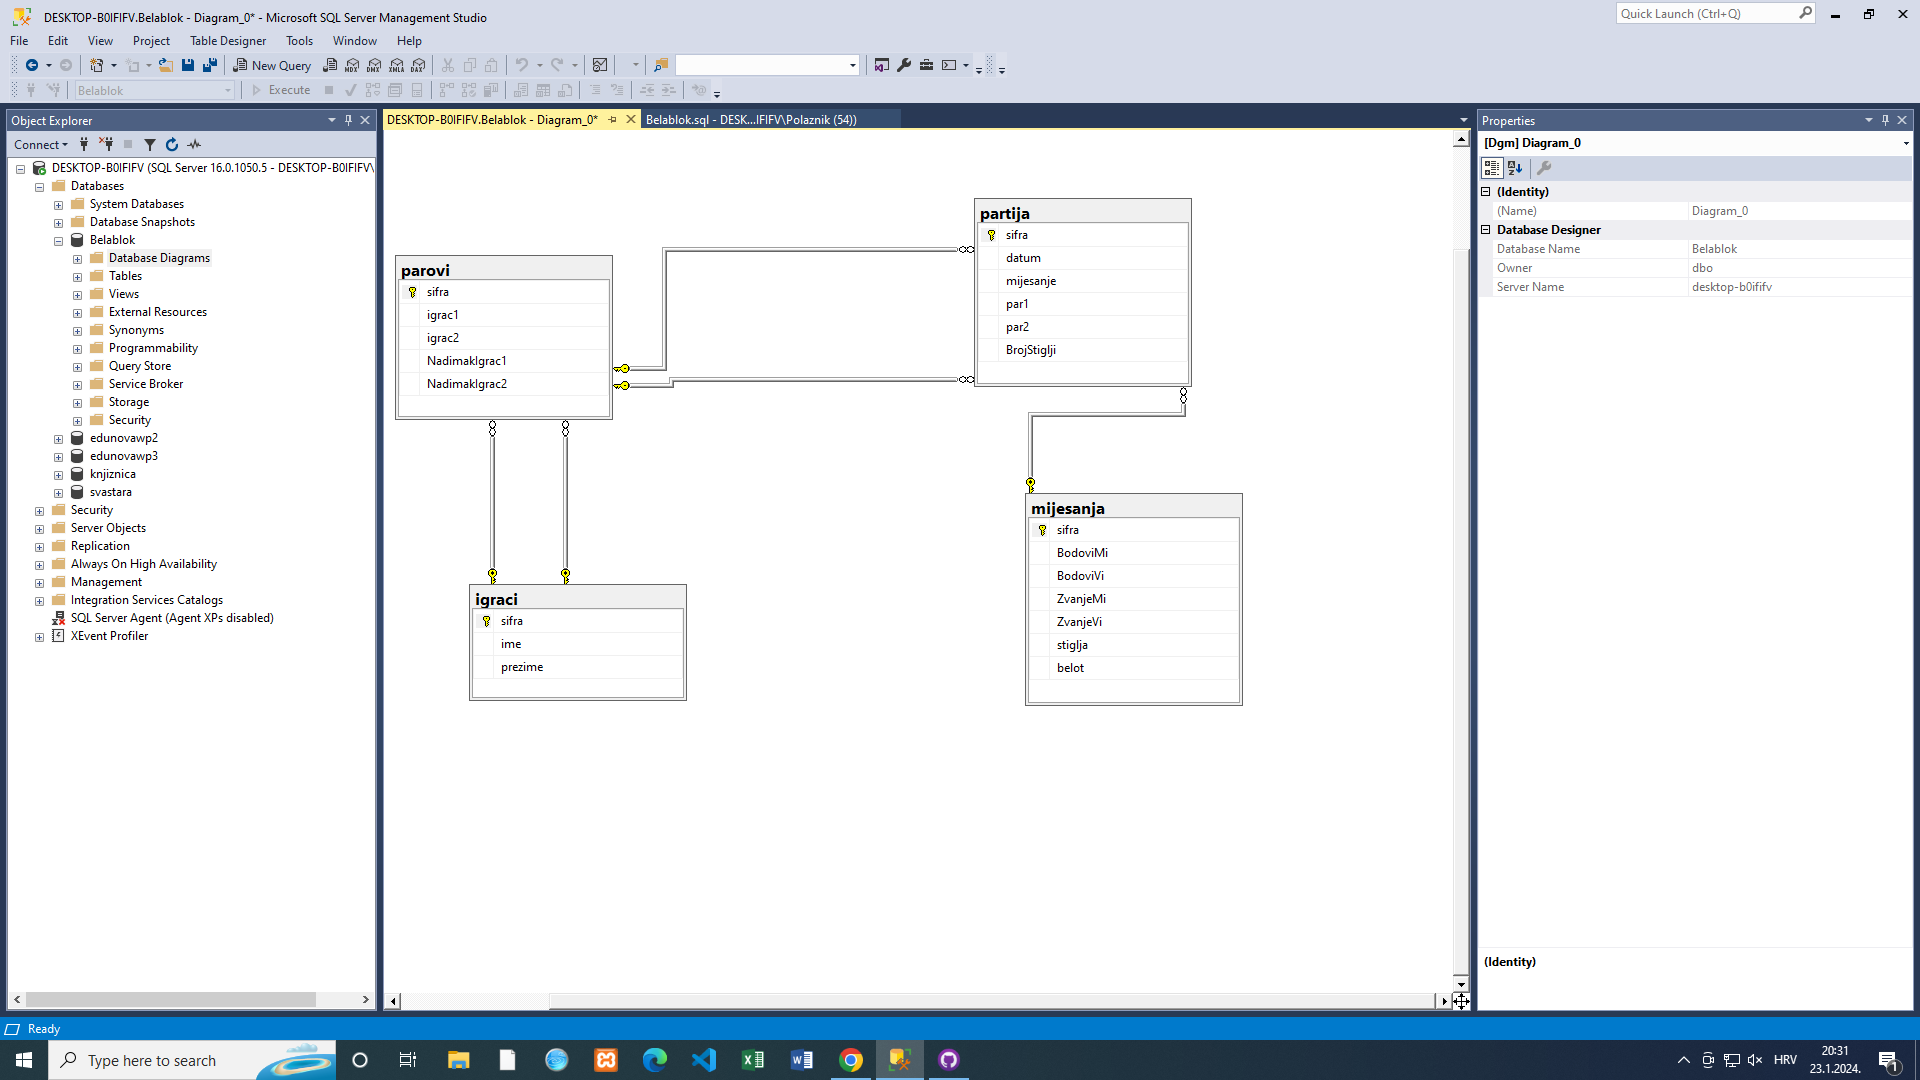 DESKTOP-B0IFIFV.Belablok - Diagram_0* - Microsoft SQL Server Management Studio
Quick Launch (Ctrl+Q)
File Edit View Project Table Designer Tools Window Help
New Query
MDX DMX XMLA DAX
Belablok
Execute
Object Explorer
Connect
DESKTOP-B0IFIFV (SQL Server 16.0.1050.5 - DESKTOP-B0IFIFV\
Databases
System Databases
Database Snapshots
Belablok
Database Diagrams
Tables
Views
External Resources
Synonyms
Programmability
Query Store
Service Broker
Storage
Security
edunovawp2
edunovawp3
knjiznica
svastara
Security
Server Objects
Replication
Always On High Availability
Management
Integration Services Catalogs
SQL Server Agent (Agent XPs disabled)
XEvent Profiler
DESKTOP-B0IFIFV.Belablok - Diagram_0*
Belablok.sql - DESK...IFIFV\Polaznik (54))
parovi
sifra
igrac1
igrac2
NadimakIgrac1
NadimakIgrac2
partija
sifra
datum
mijesanje
par1
par2
BrojStiglji
igraci
sifra
ime
prezime
mijesanja
sifra
BodoviMi
BodoviVi
ZvanjeMi
ZvanjeVi
stiglja
belot
Properties
[Dgm] Diagram_0
(Identity)
(Name) Diagram_0
Database Designer
Database Name Belablok
Owner dbo
Server Name desktop-b0ififv
(Identity)
Ready
Type here to search
HRV
20:31
23.1.2024.
1